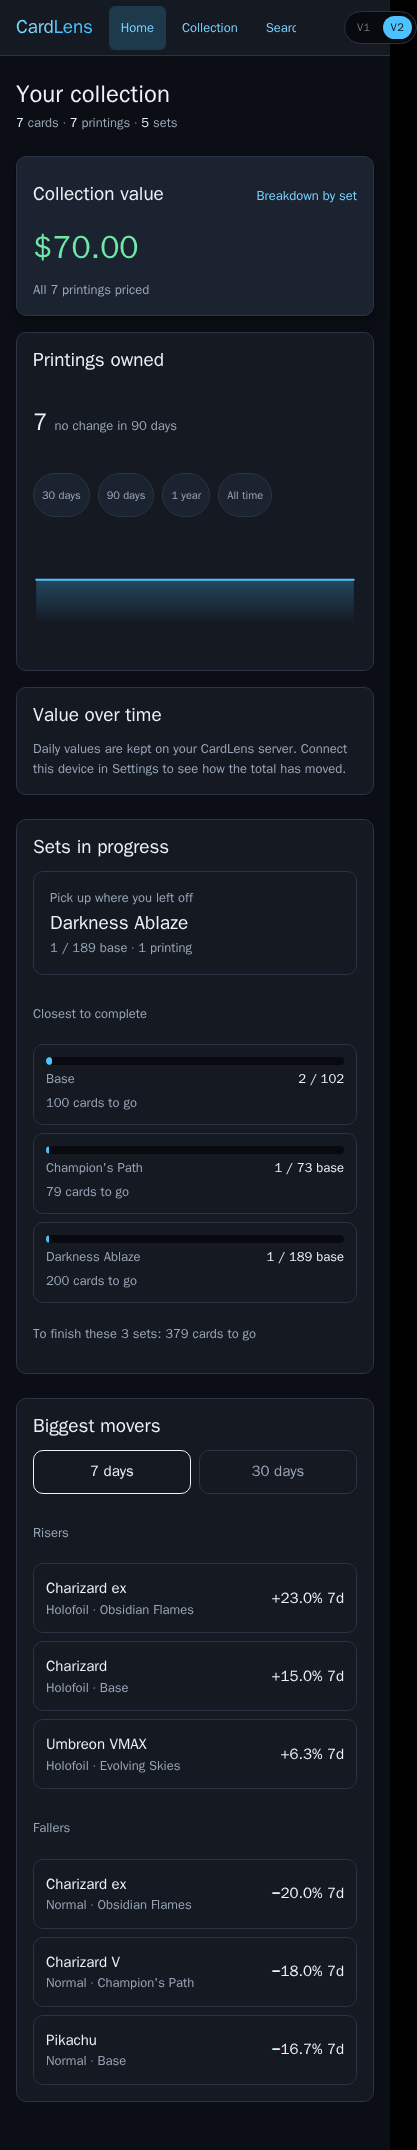 CardLens Home Collection Searc V1 V2
Your collection
7 cards · 7 printings · 5 sets
Collection value Breakdown by set
$70.00
All 7 printings priced
Printings owned
7 no change in 90 days
30 days 90 days 1 year All time
Value over time
Daily values are kept on your CardLens server. Connect
this device in Settings to see how the total has moved.
Sets in progress
Pick up where you left off
Darkness Ablaze
1 / 189 base · 1 printing
Closest to complete
Base 2 / 102
100 cards to go
Champion's Path 1 / 73 base
79 cards to go
Darkness Ablaze 1 / 189 base
200 cards to go
To finish these 3 sets: 379 cards to go
Biggest movers
7 days 30 days
Risers
Charizard ex
Holofoil · Obsidian Flames
+23.0% 7d
Charizard
Holofoil · Base
+15.0% 7d
Umbreon VMAX
Holofoil · Evolving Skies
+6.3% 7d
Fallers
Charizard ex
Normal · Obsidian Flames
−20.0% 7d
Charizard V
Normal · Champion's Path
−18.0% 7d
Pikachu
Normal · Base
−16.7% 7d